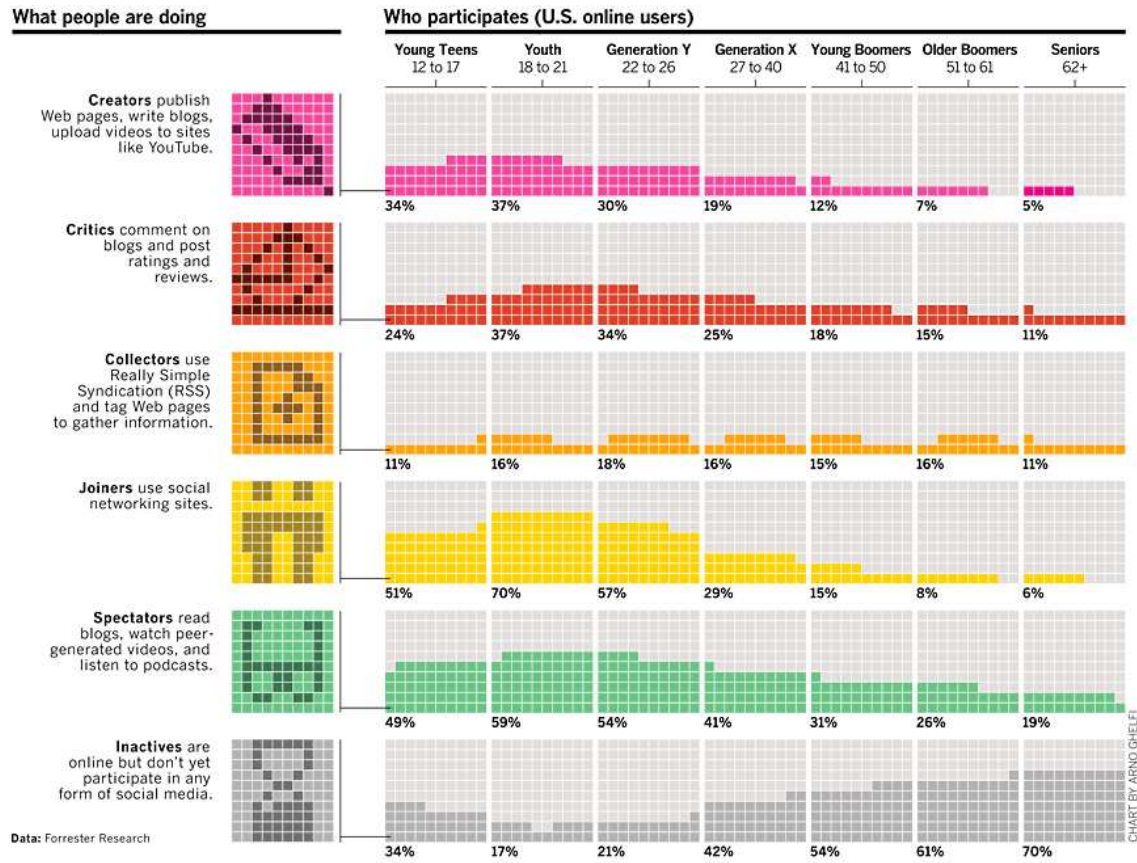 What people are doing
Who participates (U.S. online users)
Young Teens
12 to 17
Youth
18 to 21
Generation Y
22 to 26
Generation X
27 to 40
Young Boomers
41 to 50
Older Boomers
51 to 61
Seniors
62+
Creators publish
Web pages, write blogs,
upload videos to sites
like YouTube.
34% 37% 30% 19% 12% 7% 5%
Critics comment on
blogs and post
ratings and
reviews.
24% 37% 34% 25% 18% 15% 11%
Collectors use
Really Simple
Syndication (RSS)
and tag Web pages
to gather information.
11% 16% 18% 16% 15% 16% 11%
Joiners use social
networking sites.
51% 70% 57% 29% 15% 8% 6%
Spectators read
blogs, watch peer-
generated videos, and
listen to podcasts.
49% 59% 54% 41% 31% 26% 19%
Inactives are
online but don't yet
participate in any
form of social media.
34% 17% 21% 42% 54% 61% 70%
Data: Forrester Research
CHART BY ARNO GHELFI